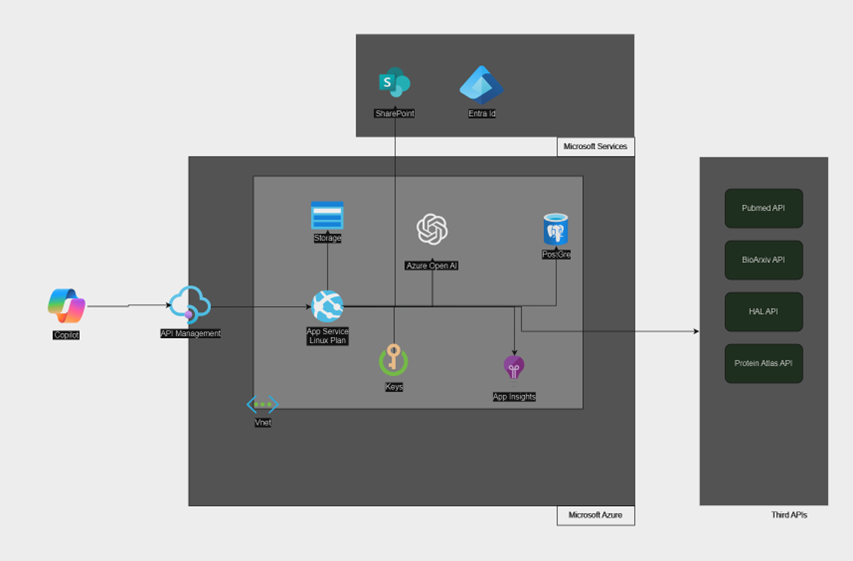 S
SharePoint
Entra Id
Microsoft Services
Storage
Azure Open AI
PostGre
Pubmed API
BioArxiv API
HAL API
Protein Atlas API
Copilot
API Management
App Service
Linux Plan
Keys
App Insights
Vnet
Microsoft Azure
Third APIs